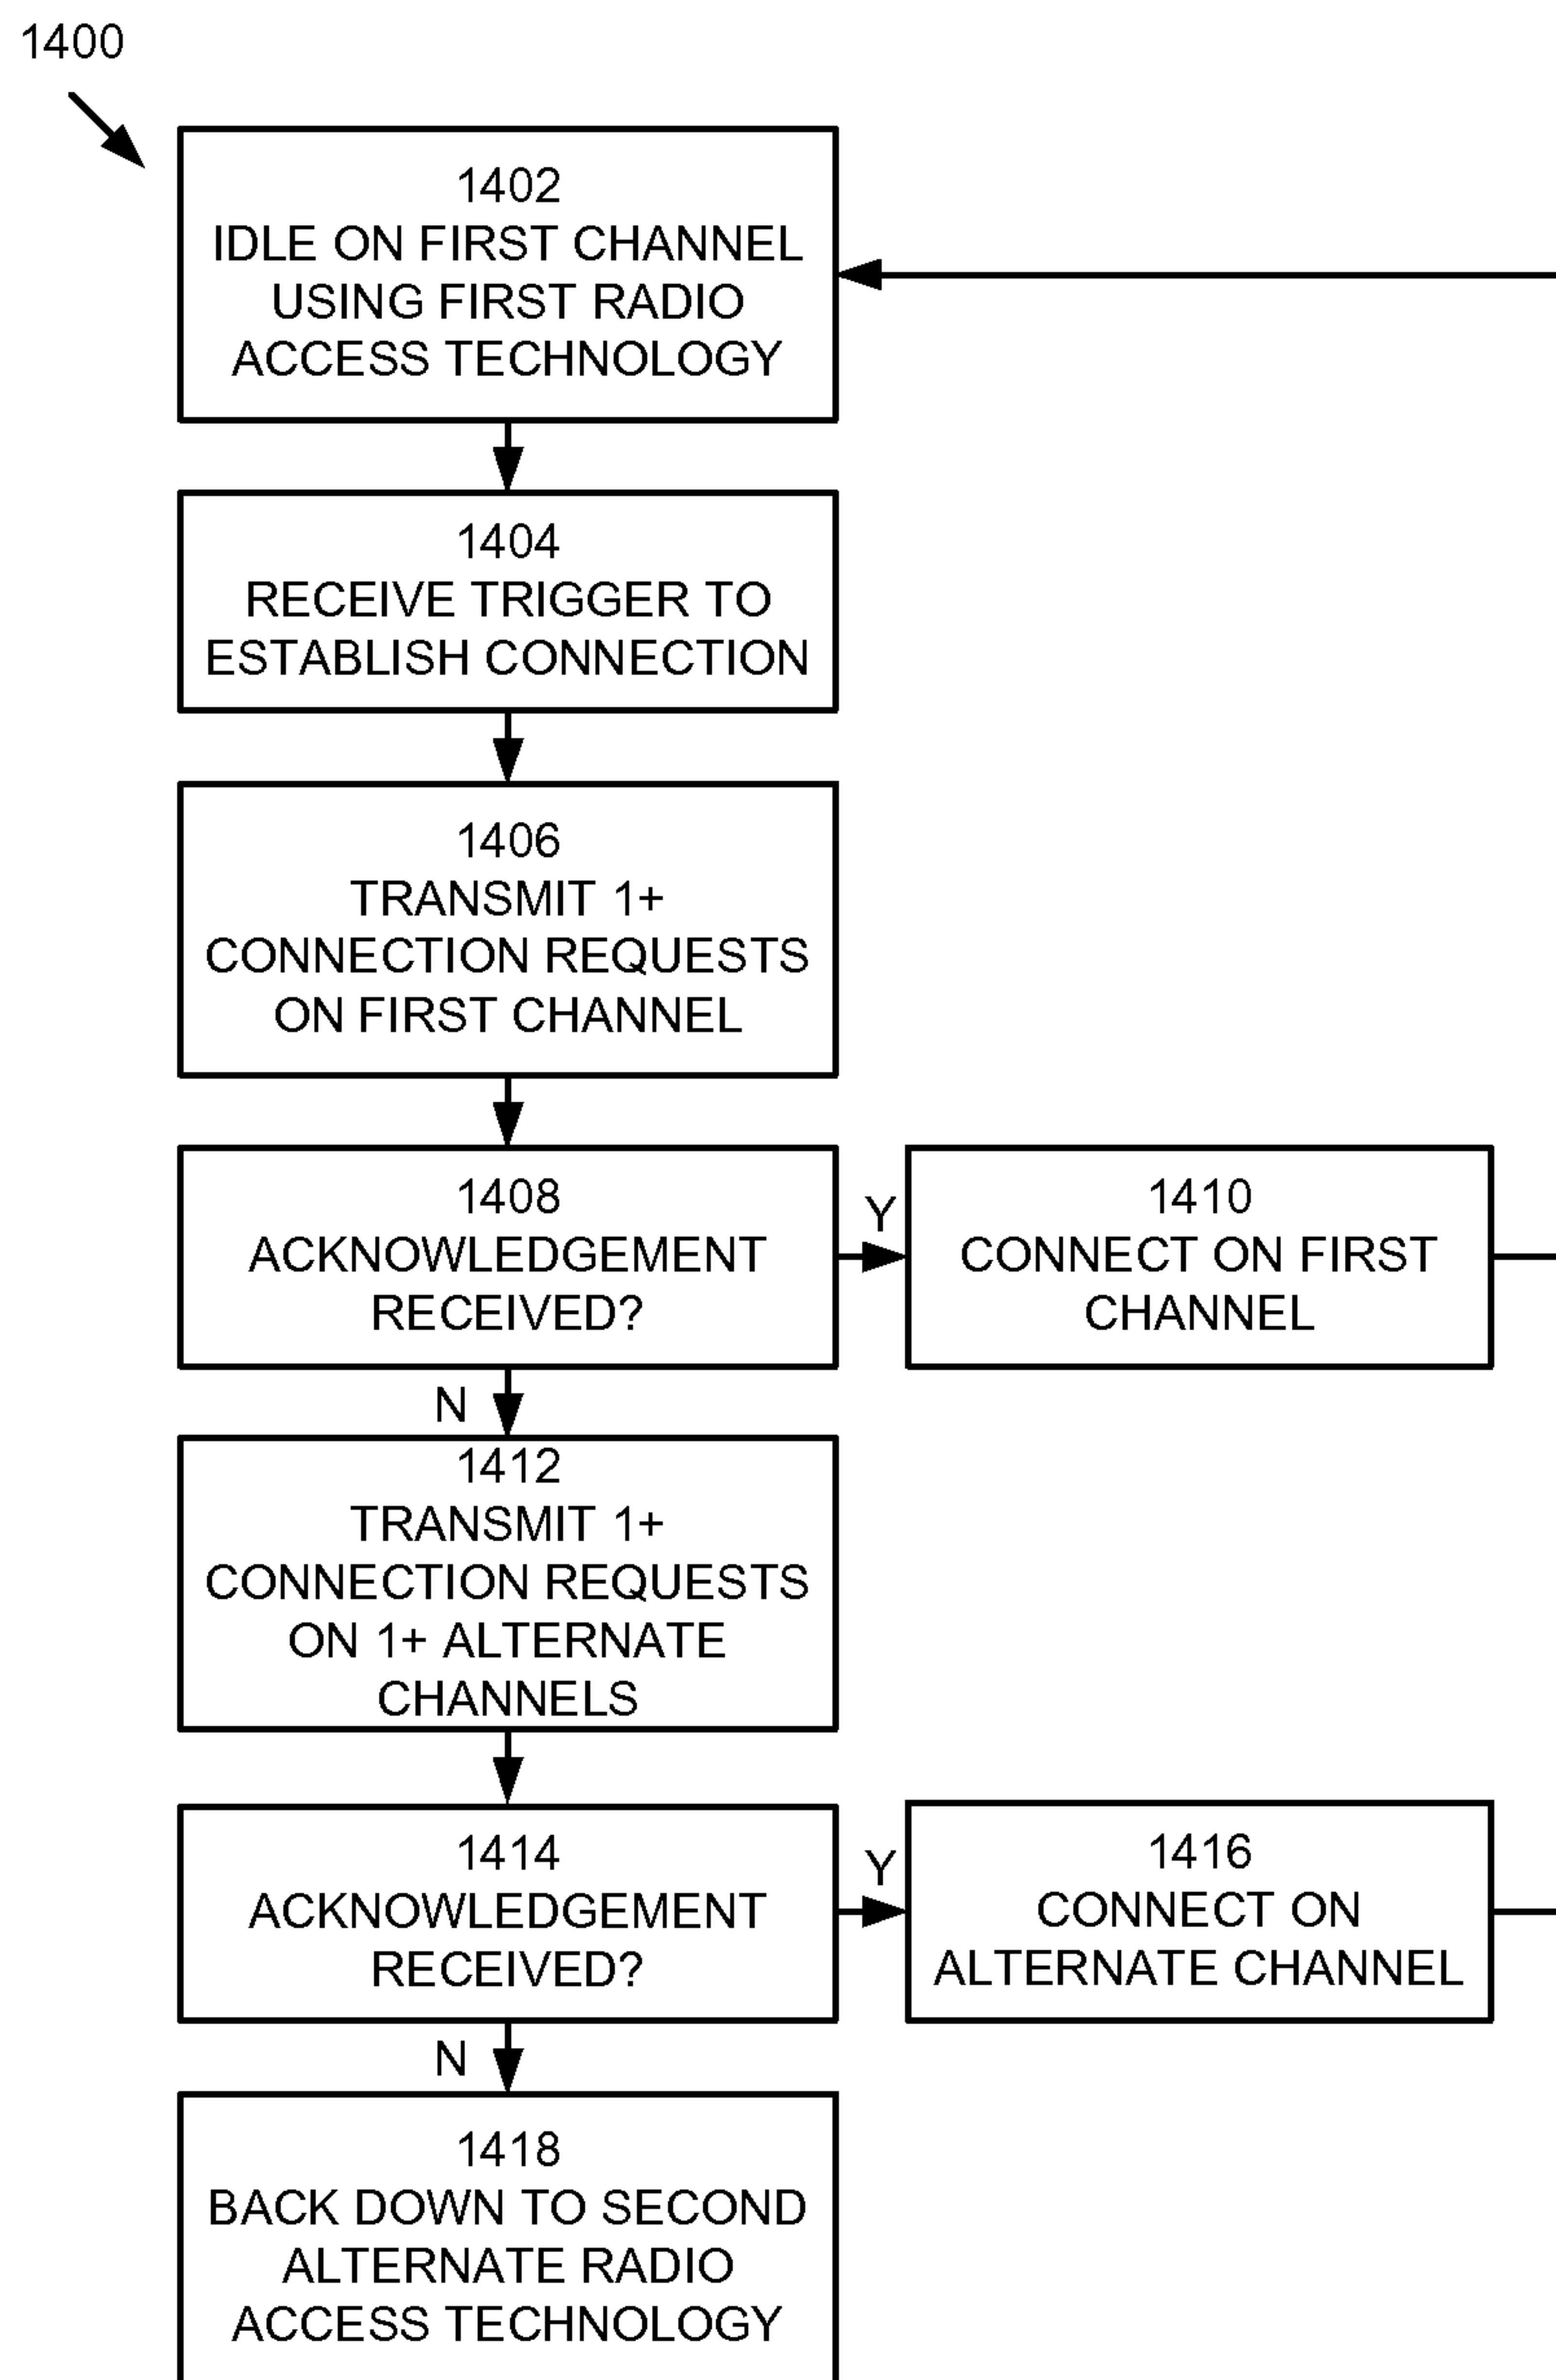 1400
1402
IDLE ON FIRST CHANNEL
USING FIRST RADIO
ACCESS TECHNOLOGY
1404
RECEIVE TRIGGER TO
ESTABLISH CONNECTION
1406
TRANSMIT 1+
CONNECTION REQUESTS
ON FIRST CHANNEL
1408
ACKNOWLEDGEMENT
RECEIVED?
Y
1410
CONNECT ON FIRST
CHANNEL
N
1412
TRANSMIT 1+
CONNECTION REQUESTS
ON 1+ ALTERNATE
CHANNELS
1414
ACKNOWLEDGEMENT
RECEIVED?
Y
1416
CONNECT ON
ALTERNATE CHANNEL
N
1418
BACK DOWN TO SECOND
ALTERNATE RADIO
ACCESS TECHNOLOGY